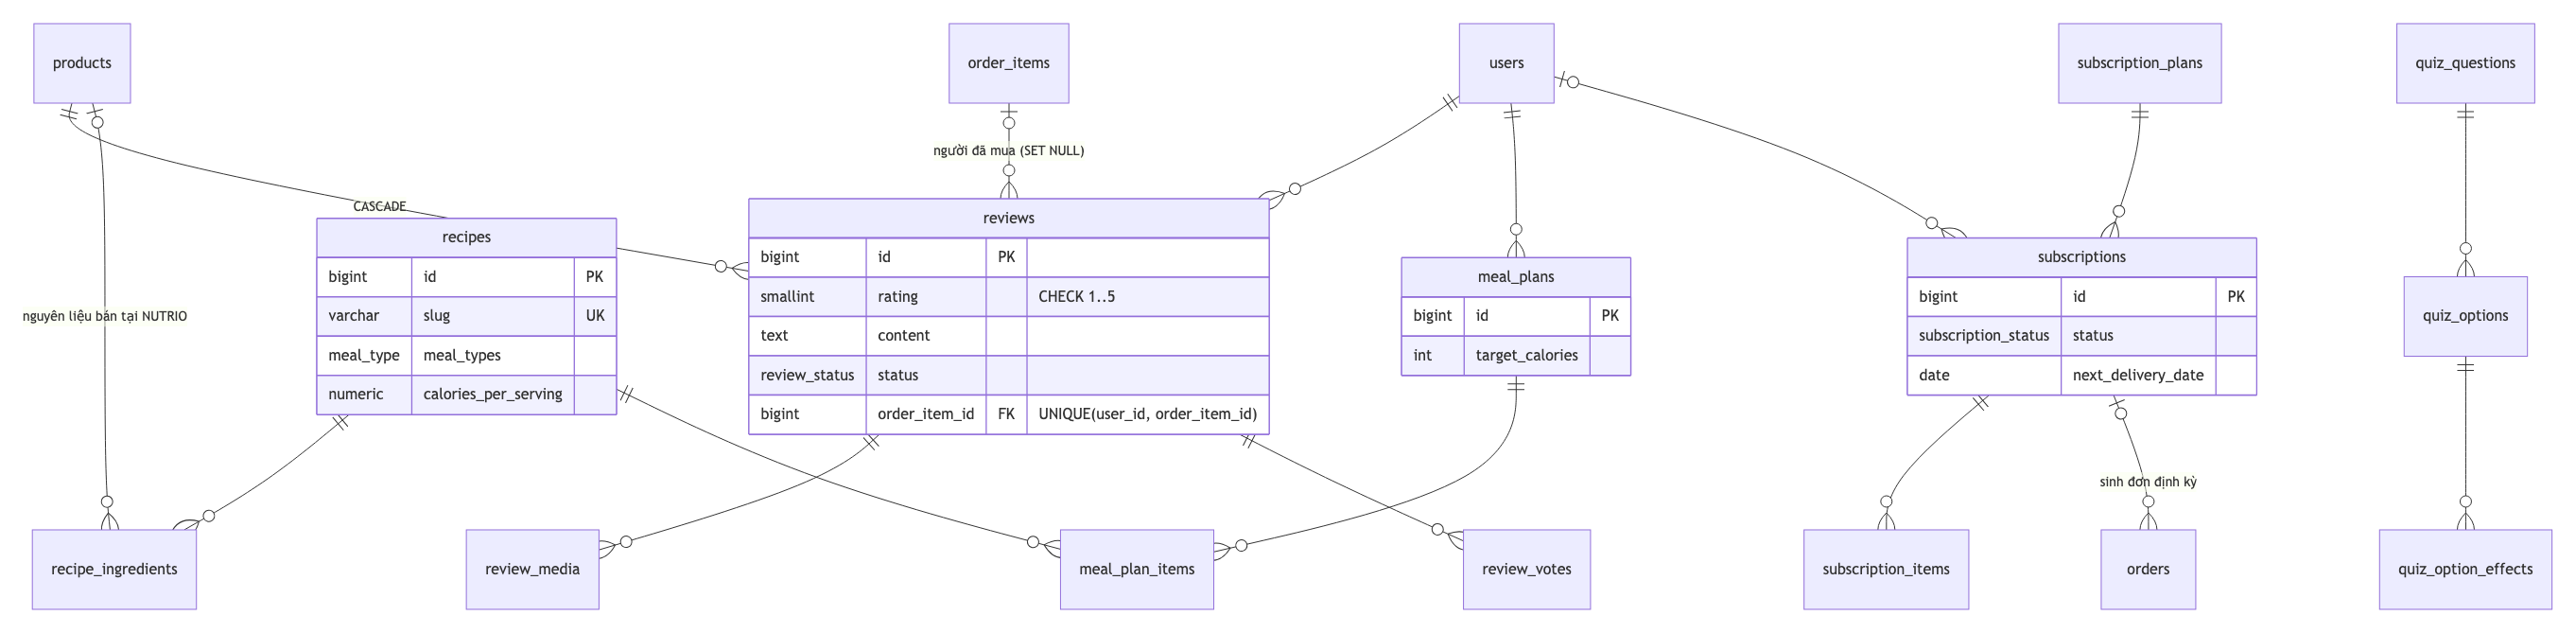 products
order_items
users
subscription_plans
quiz_questions
người đã mua (SET NULL)
CASCADE
nguyên liệu bán tại NUTRIO
recipes
bigint id PK
varchar slug UK
meal_type meal_types
numeric calories_per_serving
reviews
bigint id PK
smallint rating CHECK 1..5
text content
review_status status
bigint order_item_id FK UNIQUE(user_id, order_item_id)
meal_plans
bigint id PK
int target_calories
subscriptions
bigint id PK
subscription_status status
date next_delivery_date
quiz_options
sinh đơn định kỳ
recipe_ingredients
review_media
meal_plan_items
review_votes
subscription_items
orders
quiz_option_effects